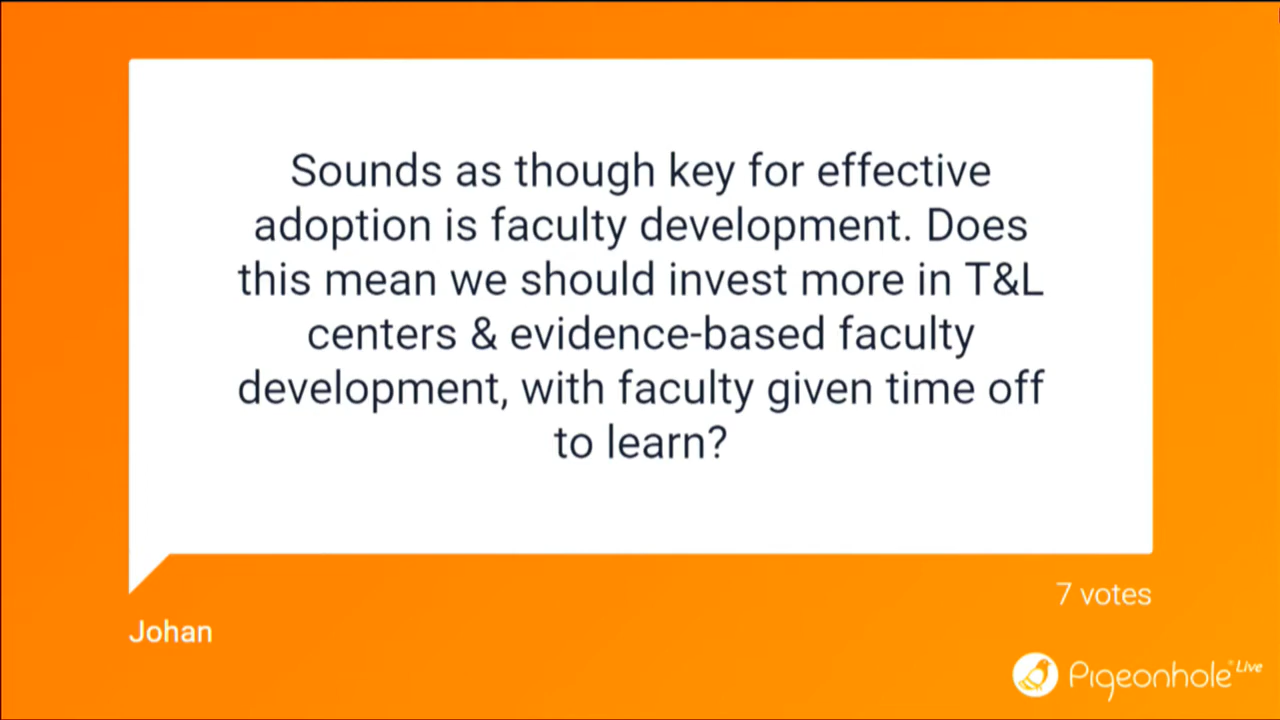 Sounds as though key for effective
adoption is faculty development. Does
this mean we should invest more in T&L
centers & evidence-based faculty
development, with faculty given time off
to learn?
7 votes
Johan
Pigeonhole Live